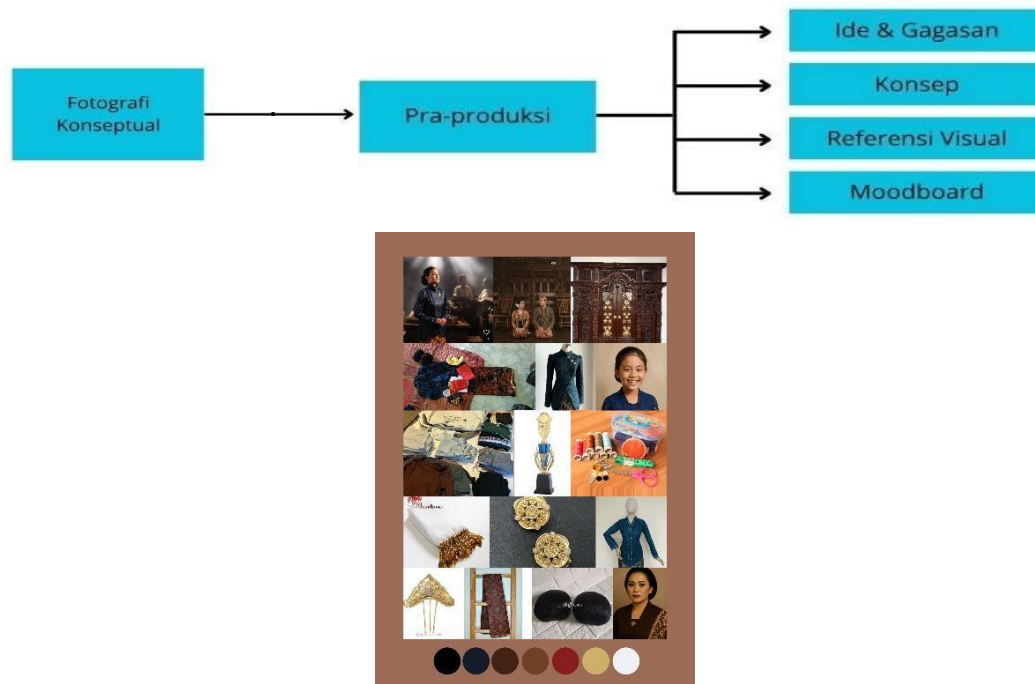 Fotografi
Konseptual
Pra-produksi
Ide & Gagasan
Konsep
Referensi Visual
Moodboard